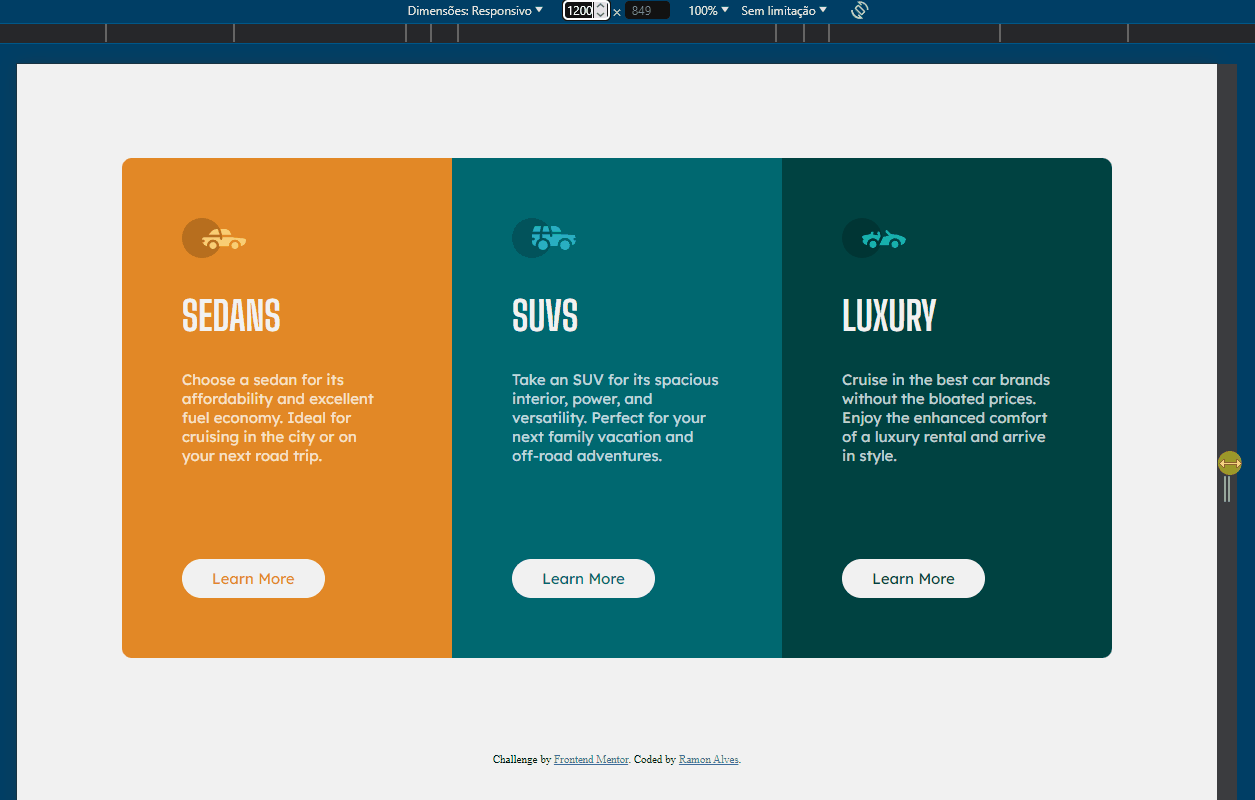 Dimensões: Responsivo 1200 × 849 100% Sem limitação
SEDANS
Choose a sedan for its
affordability and excellent
fuel economy. Ideal for
cruising in the city or on
your next road trip.
Learn More
SUVS
Take an SUV for its spacious
interior, power, and
versatility. Perfect for your
next family vacation and
off-road adventures.
Learn More
LUXURY
Cruise in the best car brands
without the bloated prices.
Enjoy the enhanced comfort
of a luxury rental and arrive
in style.
Learn More
Challenge by Frontend Mentor. Coded by Ramon Alves.